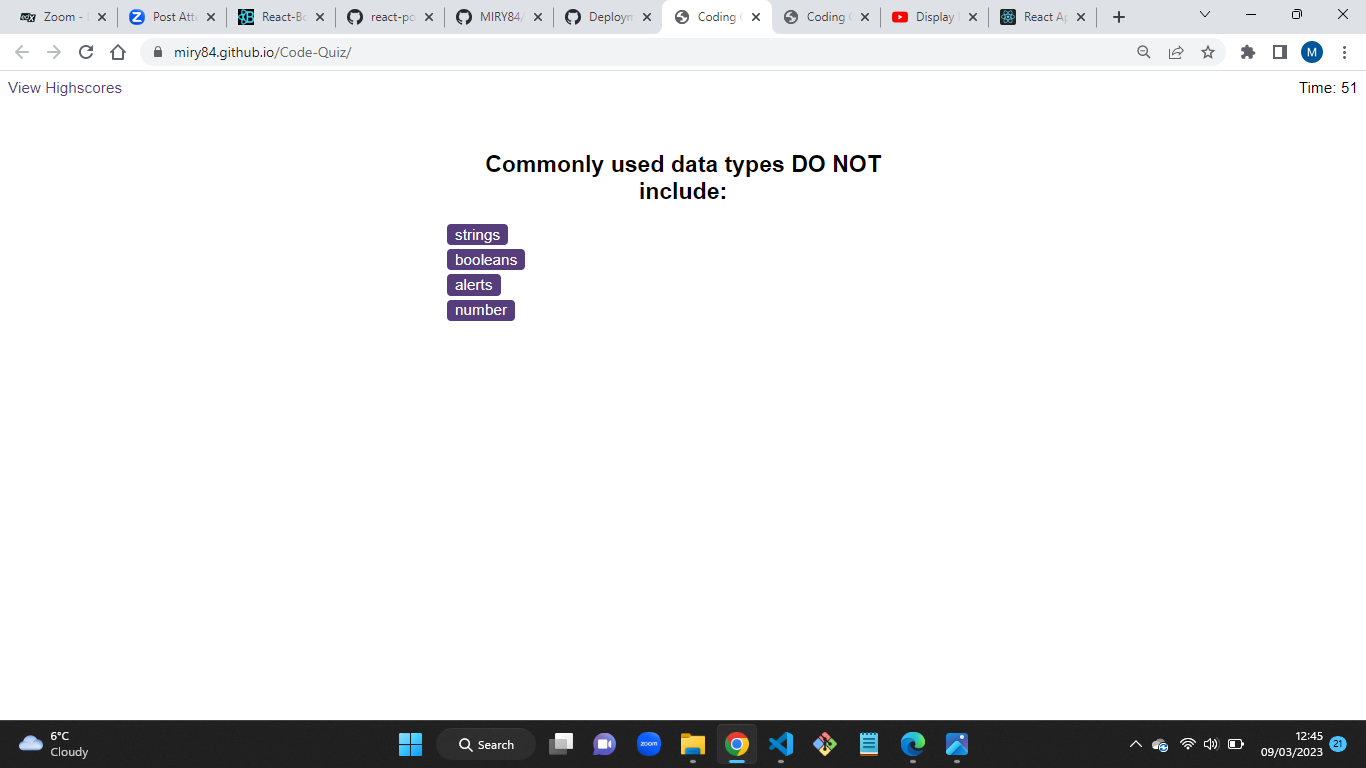 Zoom -
Post Atte
React-Bo
react-po
MIRY84/
Deploym
Coding
Coding
Display
React Ap
miry84.github.io/Code-Quiz/
M
View Highscores
Time: 51
Commonly used data types DO NOT
include:
strings
booleans
alerts
number
6°C
Cloudy
Search
zoom
12:45
09/03/2023
21